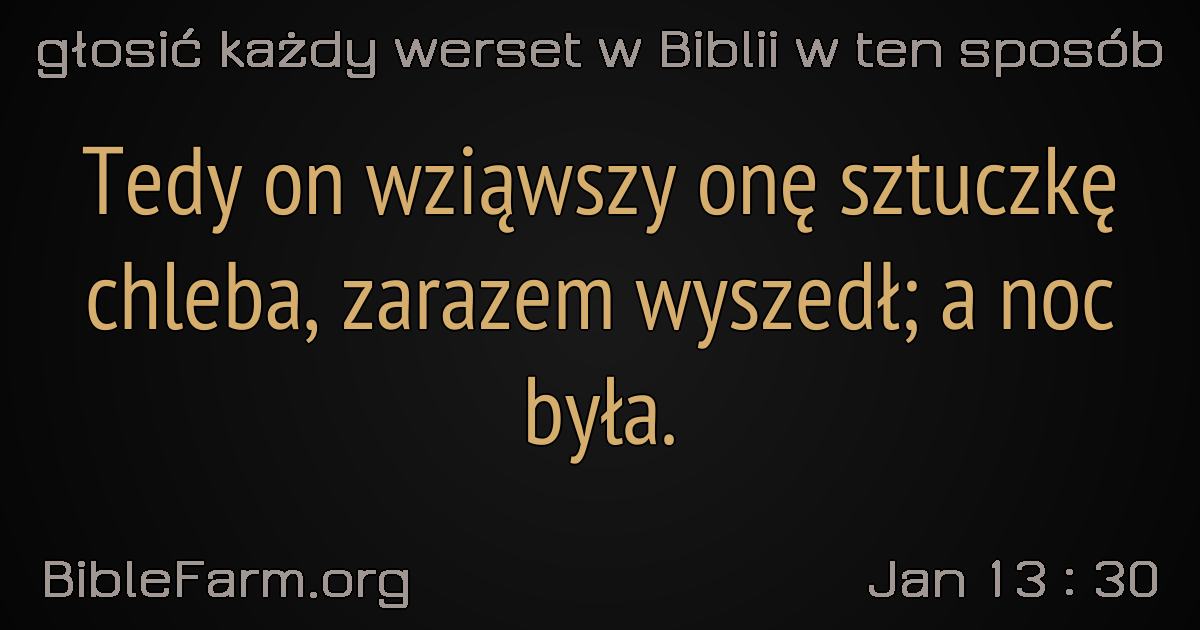 głosić każdy werset w Biblii w ten sposób
Tedy on wziąwszy onę sztuczkę
chleba, zarazem wyszedł; a noc
była.
BibleFarm.org
Jan 13 : 30